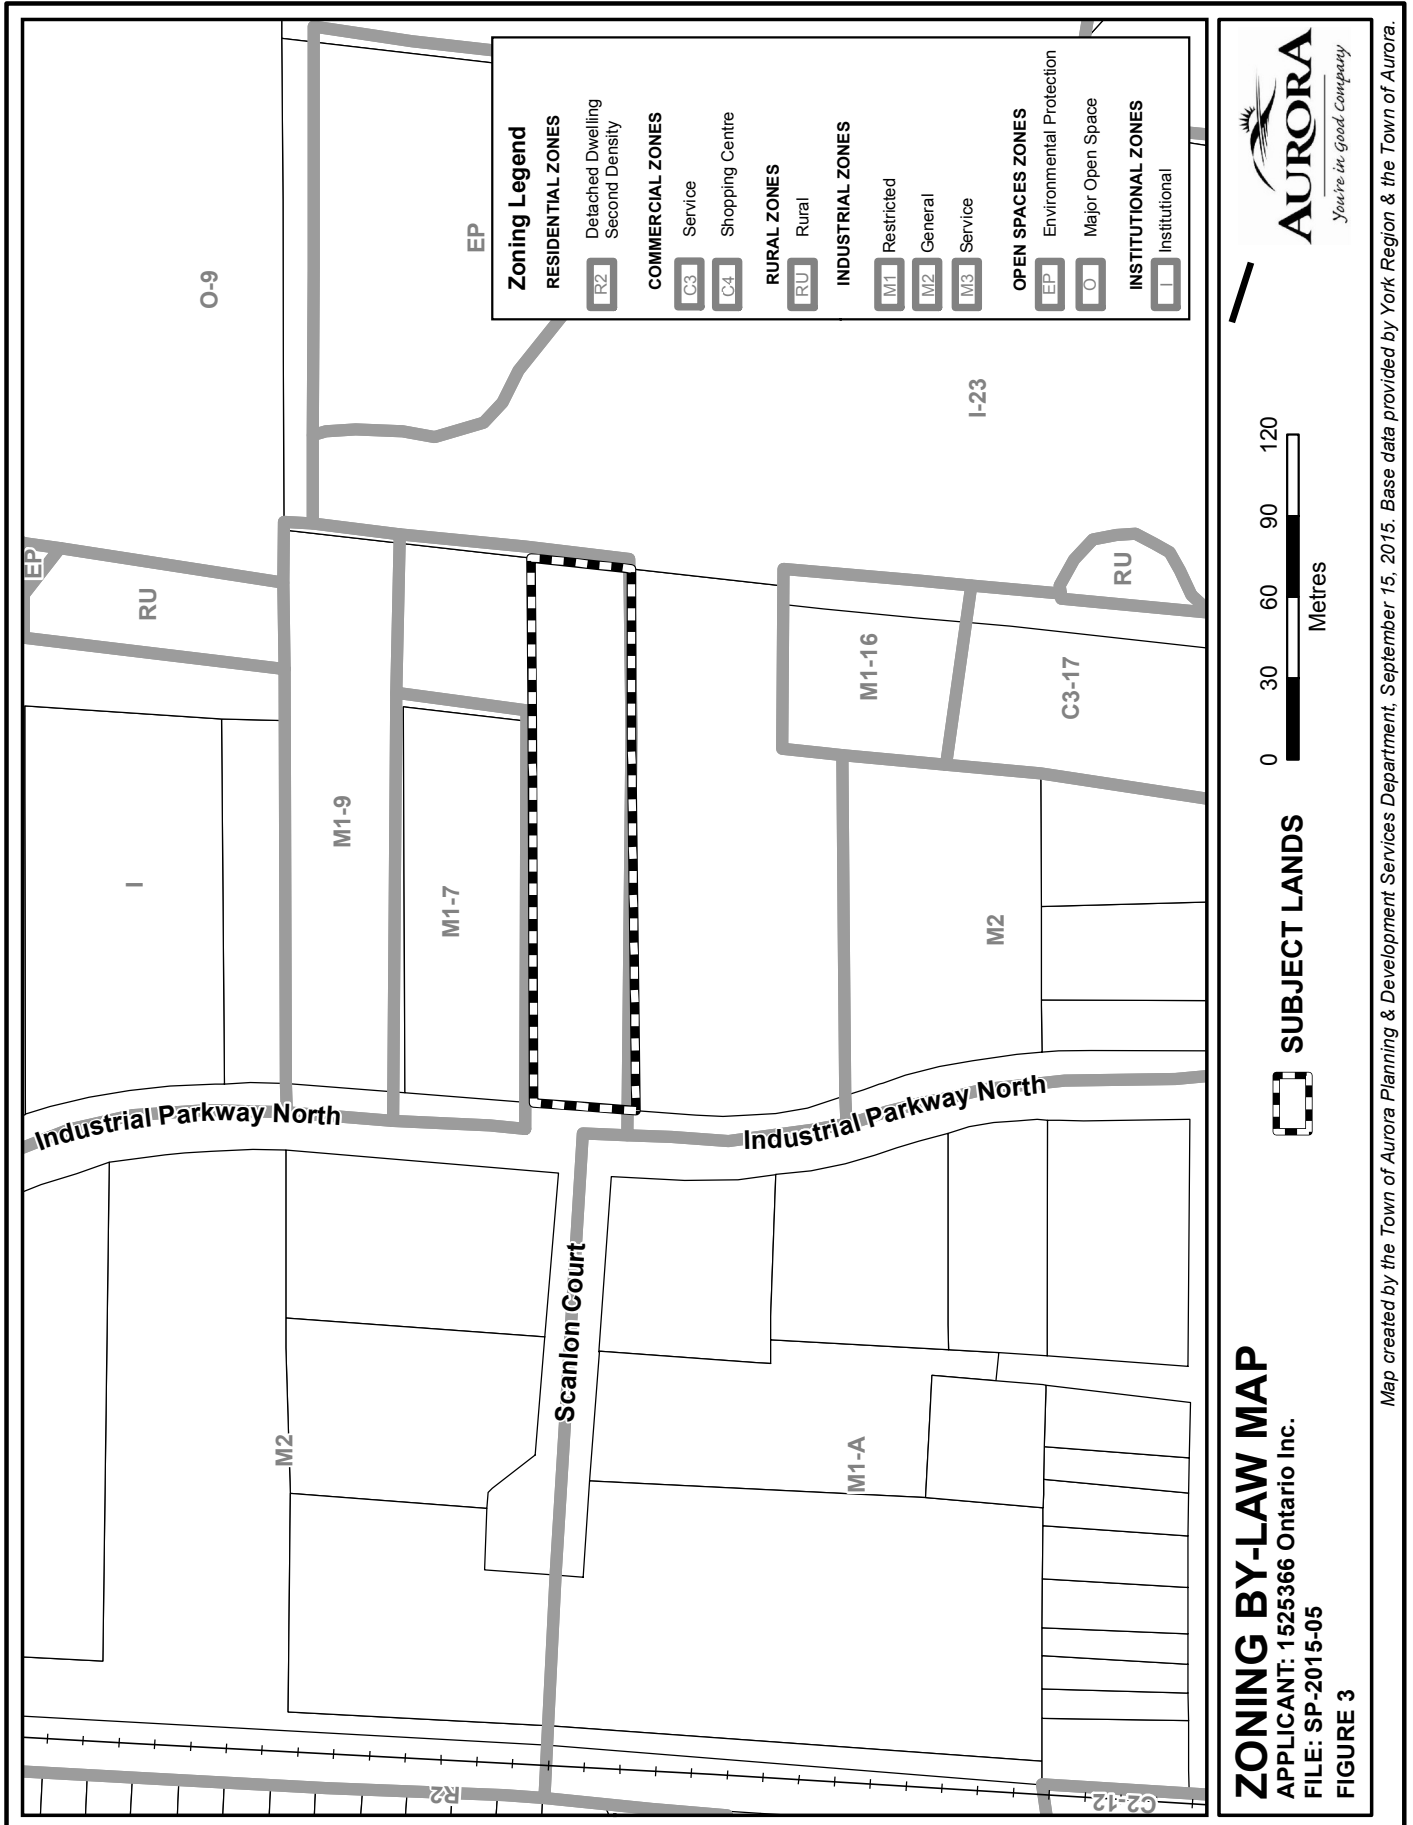 O-9
EP
EP
RU
I
M1-9
M1-7
I-23
RU
M1-16
C3-17
M2
M2
M1-A
R2
C2-12
Industrial Parkway North
Industrial Parkway North
Scanlon Court
Zoning Legend
RESIDENTIAL ZONES
R2 Detached Dwelling
Second Density
COMMERCIAL ZONES
C3 Service
C4 Shopping Centre
RURAL ZONES
RU Rural
INDUSTRIAL ZONES
M1 Restricted
M2 General
M3 Service
OPEN SPACES ZONES
EP Environmental Protection
O Major Open Space
INSTITUTIONAL ZONES
I Institutional
ZONING BY-LAW MAP
APPLICANT: 1525366 Ontario Inc.
FILE: SP-2015-05
FIGURE 3
SUBJECT LANDS
0 30 60 90 120
Metres
AURORA
You're in Good Company
Map created by the Town of Aurora Planning & Development Services Department, September 15, 2015. Base data provided by York Region & the Town of Aurora.